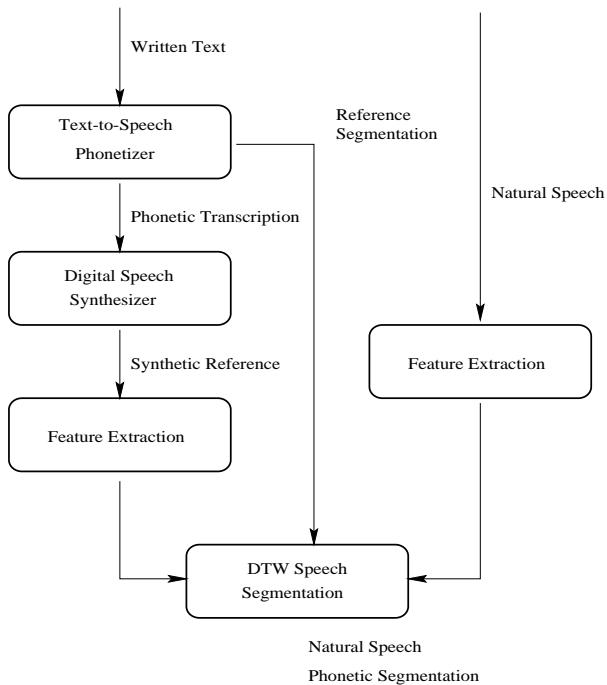 Written Text
Text-to-Speech
Phonetizer
Reference
Segmentation
Natural Speech
Phonetic Transcription
Digital Speech
Synthesizer
Synthetic Reference
Feature Extraction
Feature Extraction
DTW Speech
Segmentation
Natural Speech
Phonetic Segmentation